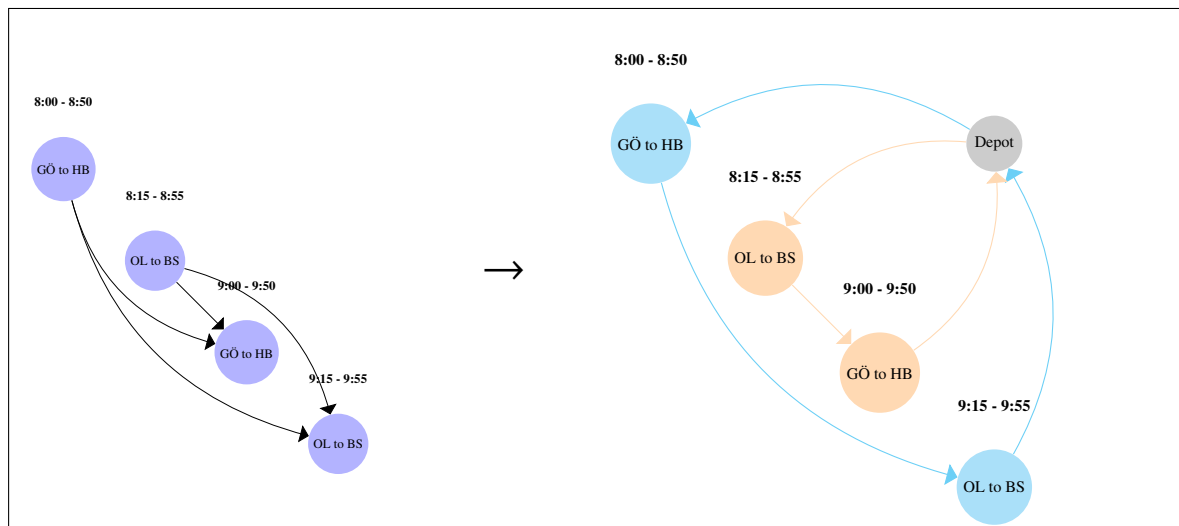 8:00 - 8:50
GÖ to HB
8:15 - 8:55
OL to BS
9:00 - 9:50
GÖ to HB
9:15 - 9:55
OL to BS
→
8:00 - 8:50
GÖ to HB
Depot
8:15 - 8:55
OL to BS
9:00 - 9:50
GÖ to HB
9:15 - 9:55
OL to BS